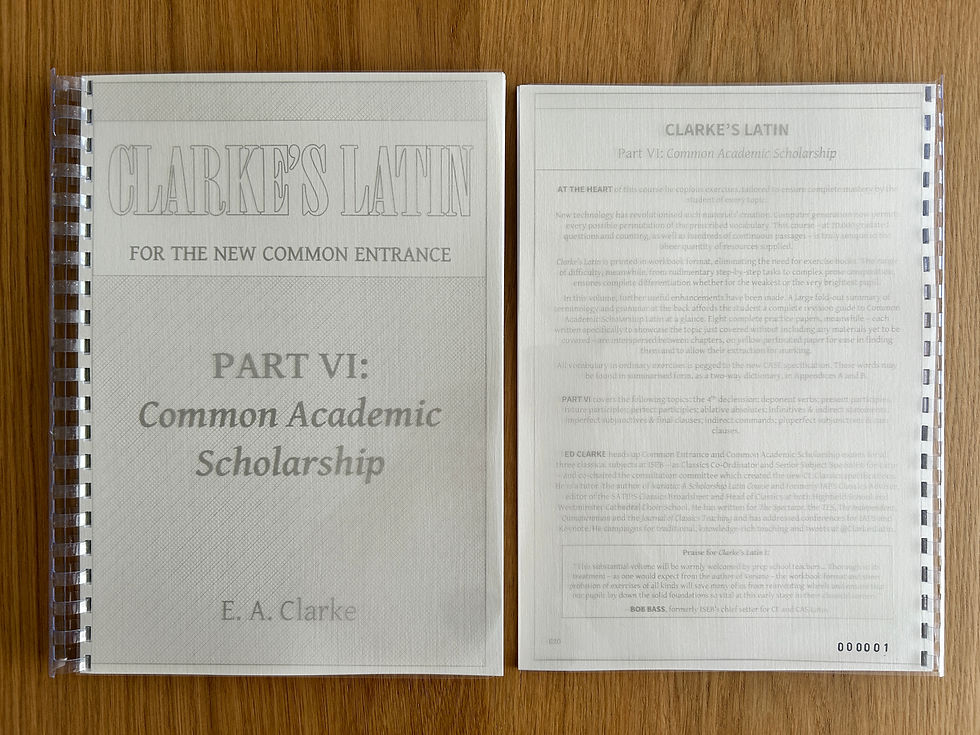 CLARKE'S LATIN
FOR THE NEW COMMON ENTRANCE
PART VI:
Common Academic
Scholarship
E. A. Clarke
CLARKE'S LATIN
Part VI: Common Academic Scholarship
AT THE HEART of this course lie copious exercises, tailored to ensure complete mastery by the
student of every topic.
New technology has revolutionised such materials' creation. Computer generation now permits
every possible permutation of the prescribed vocabulary. This course – at 20,000 graduated
questions and counting, as well as hundreds of continuous passages – is truly unique in the
sheer quantity of resources supplied.
Clarke's Latin is printed in workbook format, eliminating the need for exercise books. The range
of difficulty, meanwhile, from rudimentary step-by-step tasks to complex prose composition,
ensures complete differentiation whether for the weakest or the very brightest pupil.
In this volume, further useful enhancements have been made. A large fold-out summary of
terminology and grammar at the back affords the student a complete revision guide to Common
Academic Scholarship Latin at a glance. Eight complete practice papers, meanwhile – each
written specifically to showcase the topic just covered without including any materials yet to be
covered – are interspersed between chapters, on yellow perforated paper for ease in finding
them and to allow their extraction for marking.
All vocabulary in ordinary exercises is pegged to the new CASE specification. These words may
be found in summarised form, as a two-way dictionary, in Appendices A and B.
PART VI covers the following topics: the 4th declension; deponent verbs; present participles;
future participles; perfect participles; ablative absolutes; infinitives & indirect statements;
imperfect subjunctives & final clauses; indirect commands; pluperfect subjunctives & cum
clauses.
ED CLARKE heads up Common Entrance and Common Academic Scholarship exams for all
three classical subjects at ISEB – as Classics Co-Ordinator and Senior Subject Specialist for Latin –
and co-chaired the consultation committee which created the new CE Classics specifications.
The author of Variatio: A Scholarship Latin Course and formerly IAPS Classics Adviser,
editor of the SATIPS Classics Broadsheet and Head of Classics at both Highfield School and
Westminster Cathedral Choir School, he has written for The Spectator, the TES, The Independent,
and the Journal of Classics Teaching and has addressed conferences for IAPS and
He campaigns for traditional, knowledge-rich teaching and tweets at @Clarkeslatin.
Praise for Clarke's Latin I:
"This substantial volume will be warmly welcomed by prep school teachers... Thorough in its
treatment – as one would expect from the author of Variatio – the workbook format and sheer
profusion of exercises of all kinds will save many of us from reinventing wheels and
our pupils lay down the solid foundations so vital at this early stage in their classical careers."
BOB BASS, formerly ISEB's chief setter for CE and CAS Latin
020
000001